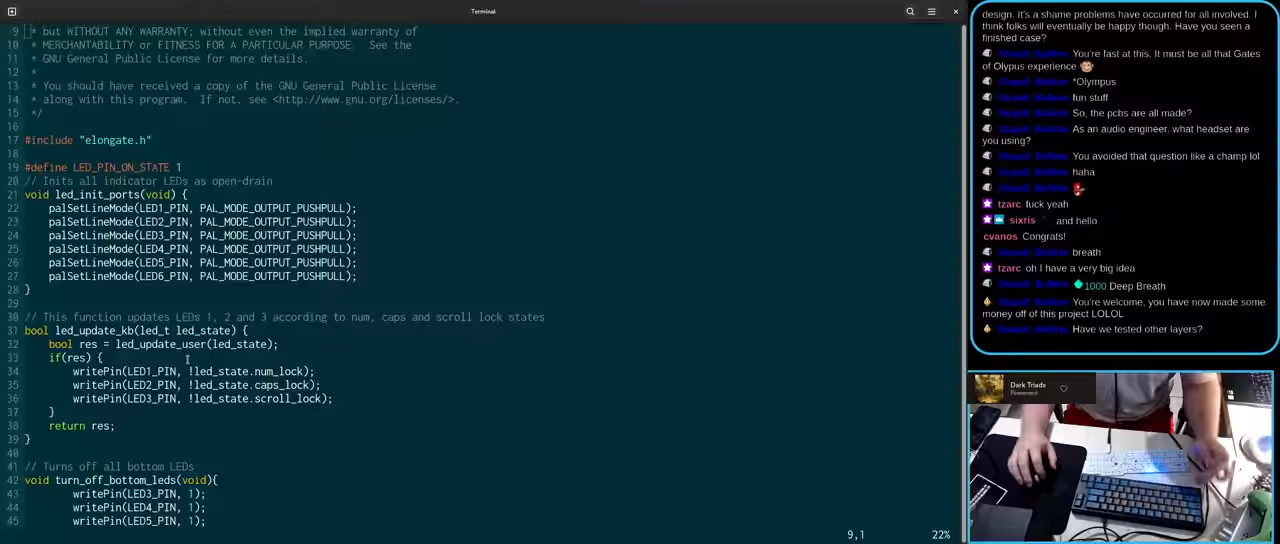 Terminal
9 * but WITHOUT ANY WARRANTY; without even the implied warranty of
10 * MERCHANTABILITY or FITNESS FOR A PARTICULAR PURPOSE  See the
11 * GNU General Public License for more details.
12 *
13 * You should have received a copy of the GNU General Public License
14 * along with this program.  If not, see <http://www.gnu.org/licenses/>.
15 */
16
17 #include "elongate.h"
18
19 #define LED_PIN_ON_STATE 1
20 // Inits all indicator LEDs as open-drain
21 void led_init_ports(void) {
22     palSetLineMode(LED1_PIN, PAL_MODE_OUTPUT_PUSHPULL);
23     palSetLineMode(LED2_PIN, PAL_MODE_OUTPUT_PUSHPULL);
24     palSetLineMode(LED3_PIN, PAL_MODE_OUTPUT_PUSHPULL);
25     palSetLineMode(LED4_PIN, PAL_MODE_OUTPUT_PUSHPULL);
26     palSetLineMode(LED5_PIN, PAL_MODE_OUTPUT_PUSHPULL);
27     palSetLineMode(LED6_PIN, PAL_MODE_OUTPUT_PUSHPULL);
28 }
29
30 // This function updates LEDs 1, 2 and 3 according to num, caps and scroll lock states
31 bool led_update_kb(led_t led_state) {
32     bool res = led_update_user(led_state);
33     if(res) {
34         writePin(LED1_PIN, !led_state.num_lock);
35         writePin(LED2_PIN, !led_state.caps_lock);
36         writePin(LED3_PIN, !led_state.scroll_lock);
37     }
38     return res;
39 }
40
41 // Turns off all bottom LEDs
42 void turn_off_bottom_leds(void){
43         writePin(LED3_PIN, 1);
44         writePin(LED4_PIN, 1);
45         writePin(LED5_PIN, 1);
9,1 22%
design. It's a shame problems have occurred for all involved. I
think folks will eventually be happy though. Have you seen a
finished case?
You're fast at this. It must be all that Gates
of Olypus experience
*Olympus
fun stuff
So, the pcbs are all made?
As an audio engineer, what headset are
you using?
You avoided that question like a champ lol
haha
tzarc fuck yeah
sixris and hello
cvanos Congrats!
breath
tzarc oh I have a very big idea
1000 Deep Breath
You're welcome, you have now made some
money off of this project LOLOL
Have we tested other layers?
Dark Triads
Powernerd